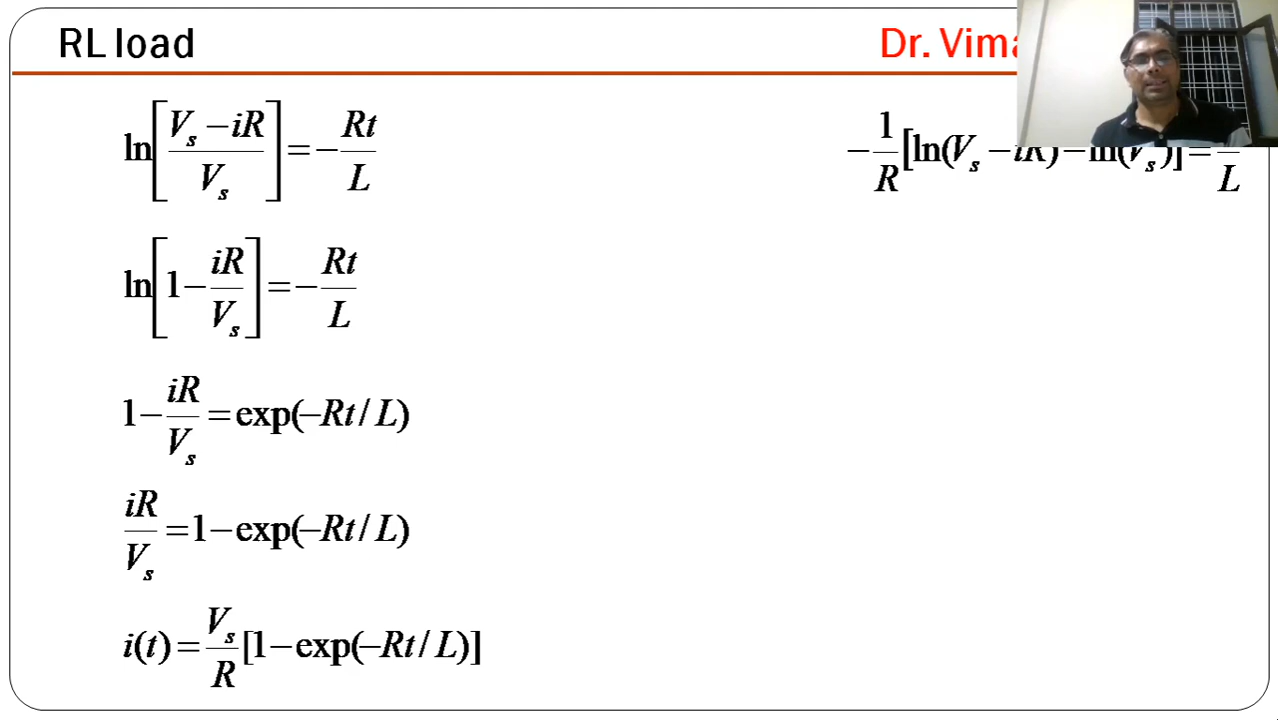 RL load
Dr.
ln[(V_s − iR)/V_s] = −Rt/L
−1/R[ln(V_s − iR) − ln(V_s)] = /L
ln[1 − iR/V_s] = −Rt/L
1 − iR/V_s = exp(−Rt / L)
iR/V_s = 1 − exp(−Rt / L)
i(t) = V_s/R [1 − exp(−Rt / L)]